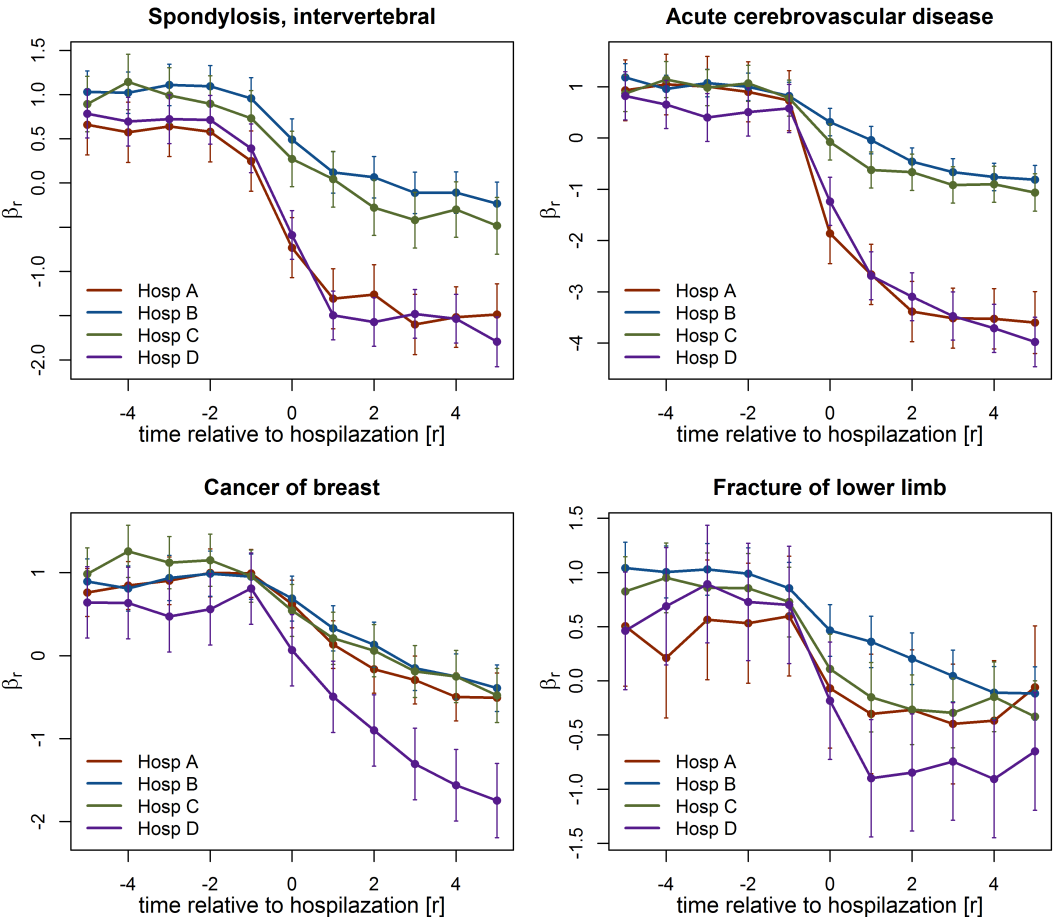 Spondylosis, intervertebral
1.5
1.0
0.5
0.0
-1.0
-2.0
βr
Hosp A
Hosp B
Hosp C
Hosp D
-4 -2 0 2 4
time relative to hospilazation [r]
Acute cerebrovascular disease
1
0
-1
-2
-3
-4
βr
Hosp A
Hosp B
Hosp C
Hosp D
-4 -2 0 2 4
time relative to hospilazation [r]
Cancer of breast
1
0
-1
-2
βr
Hosp A
Hosp B
Hosp C
Hosp D
-4 -2 0 2 4
time relative to hospilazation [r]
Fracture of lower limb
1.5
1.0
0.5
0.0
-0.5
-1.0
-1.5
βr
Hosp A
Hosp B
Hosp C
Hosp D
-4 -2 0 2 4
time relative to hospilazation [r]